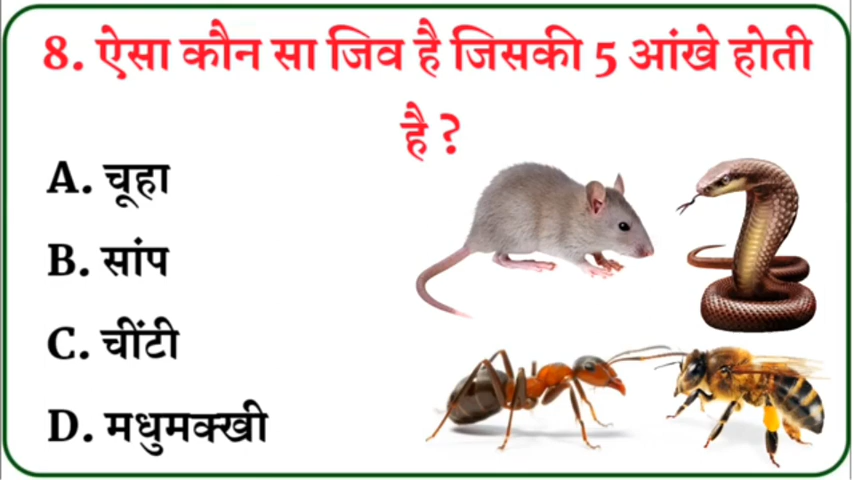 8. ऐसा कौन सा जिव है जिसकी 5 आंखे होती
है ?
A. चूहा
B. सांप
C. चींटी
D. मधुमक्खी